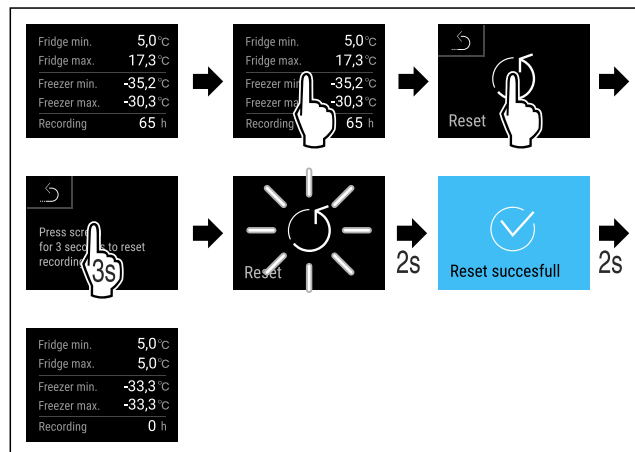 Fridge min. 5,0°C
Fridge max. 17,3°C
Freezer min. -35,2°C
Freezer max. -30,3°C
Recording 65 h
Fridge min. 5,0°C
Fridge max. 17,3°C
Freezer min -35,2°C
Freezer ma -30,3°C
Recording 65 h
Reset
Press scre
for 3 seco s to reset
recording
3s
Reset
2s
Reset succesfull
2s
Fridge min. 5,0°C
Fridge max. 5,0°C
Freezer min. -33,3°C
Freezer max. -33,3°C
Recording 0 h